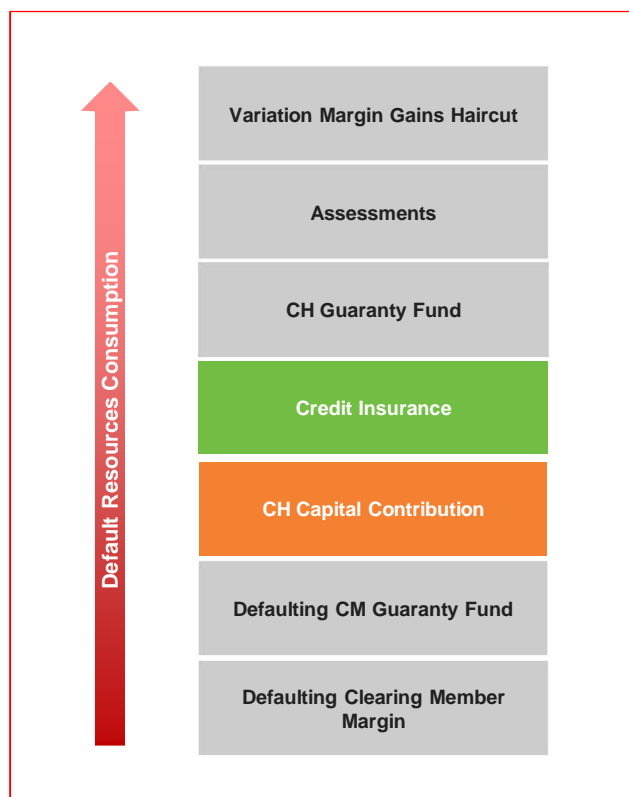 Default Resources Consumption
Variation Margin Gains Haircut
Assessments
CH Guaranty Fund
Credit Insurance
CH Capital Contribution
Defaulting CM Guaranty Fund
Defaulting Clearing Member
Margin